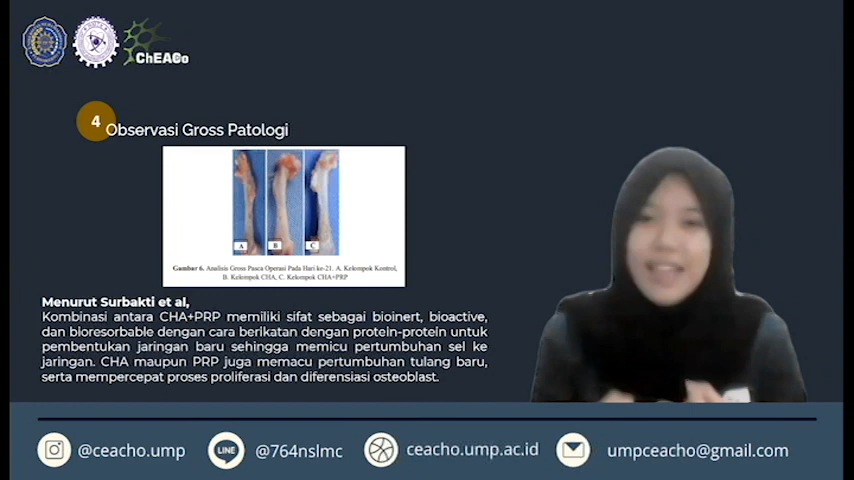 ChEACo
4
Observasi Gross Patologi
A
B
C
Gambar 6. Analisis Gross Pasca Operasi Pada Hari ke-21. A. Kelompok Kontrol,
B. Kelompok CHA, C. Kelompok CHA+PRP
Menurut Surbakti et al,
Kombinasi antara CHA+PRP memiliki sifat sebagai bioinert, bioactive,
dan bioresorbable dengan cara berikatan dengan protein-protein untuk
pembentukan jaringan baru sehingga memicu pertumbuhan sel ke
jaringan. CHA maupun PRP juga memacu pertumbuhan tulang baru,
serta mempercepat proses proliferasi dan diferensiasi osteoblast.
@ceacho.ump
LINE
@764nslmc
ceacho.ump.ac.id
umpceacho@gmail.com